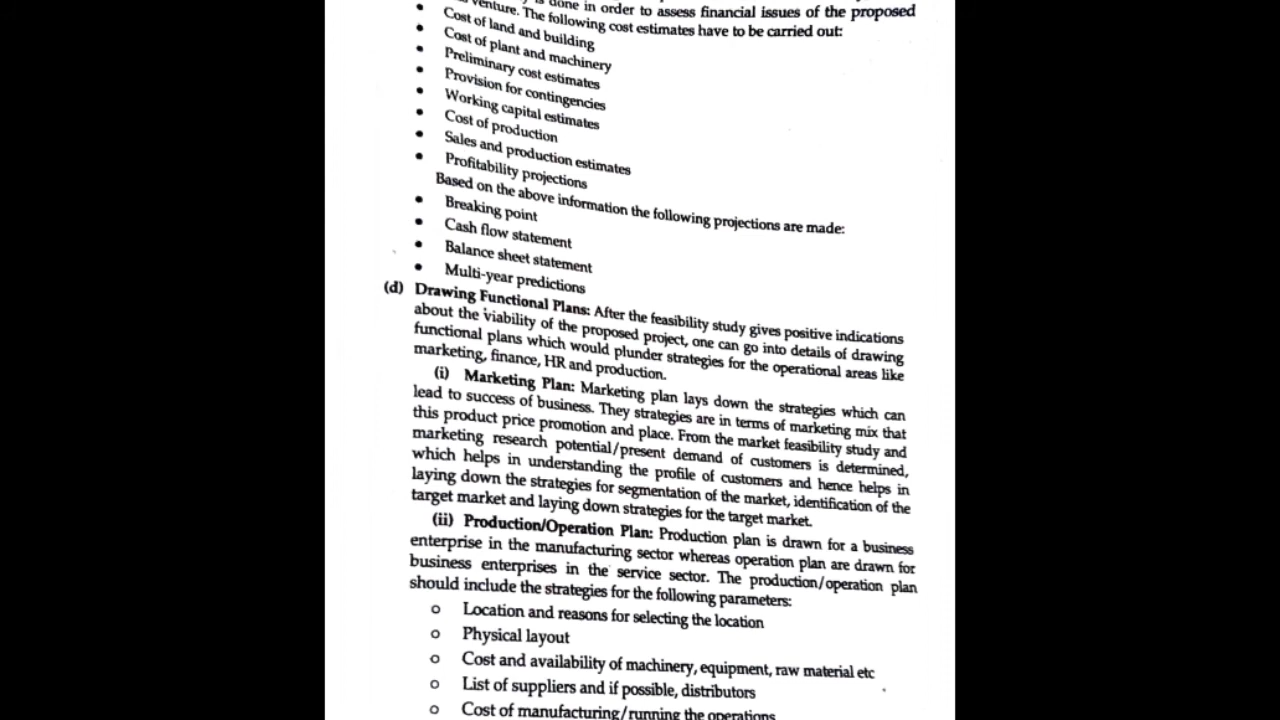 is done in order to assess financial issues of the proposed
venture. The following cost estimates have to be carried out:
• Cost of land and building
• Cost of plant and machinery
• Preliminary cost estimates
• Provision for contingencies
• Working capital estimates
• Cost of production
• Sales and production estimates
• Profitability projections
Based on the above information the following projections are made:
• Breaking point
• Cash flow statement
• Balance sheet statement
• Multi-year predictions
(d) Drawing Functional Plans: After the feasibility study gives positive indications
about the viability of the proposed project, one can go into details of drawing
functional plans which would plunder strategies for the operational areas like
marketing, finance, HR and production.
(i) Marketing Plan: Marketing plan lays down the strategies which can
lead to success of business. They strategies are in terms of marketing mix that
this product price promotion and place. From the market feasibility study and
marketing research potential/present demand of customers is determined,
which helps in understanding the profile of customers and hence helps in
laying down the strategies for segmentation of the market, identification of the
target market and laying down strategies for the target market.
(ii) Production/Operation Plan: Production plan is drawn for a business
enterprise in the manufacturing sector whereas operation plan are drawn for
business enterprises in the service sector. The production/operation plan
should include the strategies for the following parameters:
o Location and reasons for selecting the location
o Physical layout
o Cost and availability of machinery, equipment, raw material etc
o List of suppliers and if possible, distributors
o Cost of manufacturing/running the operations